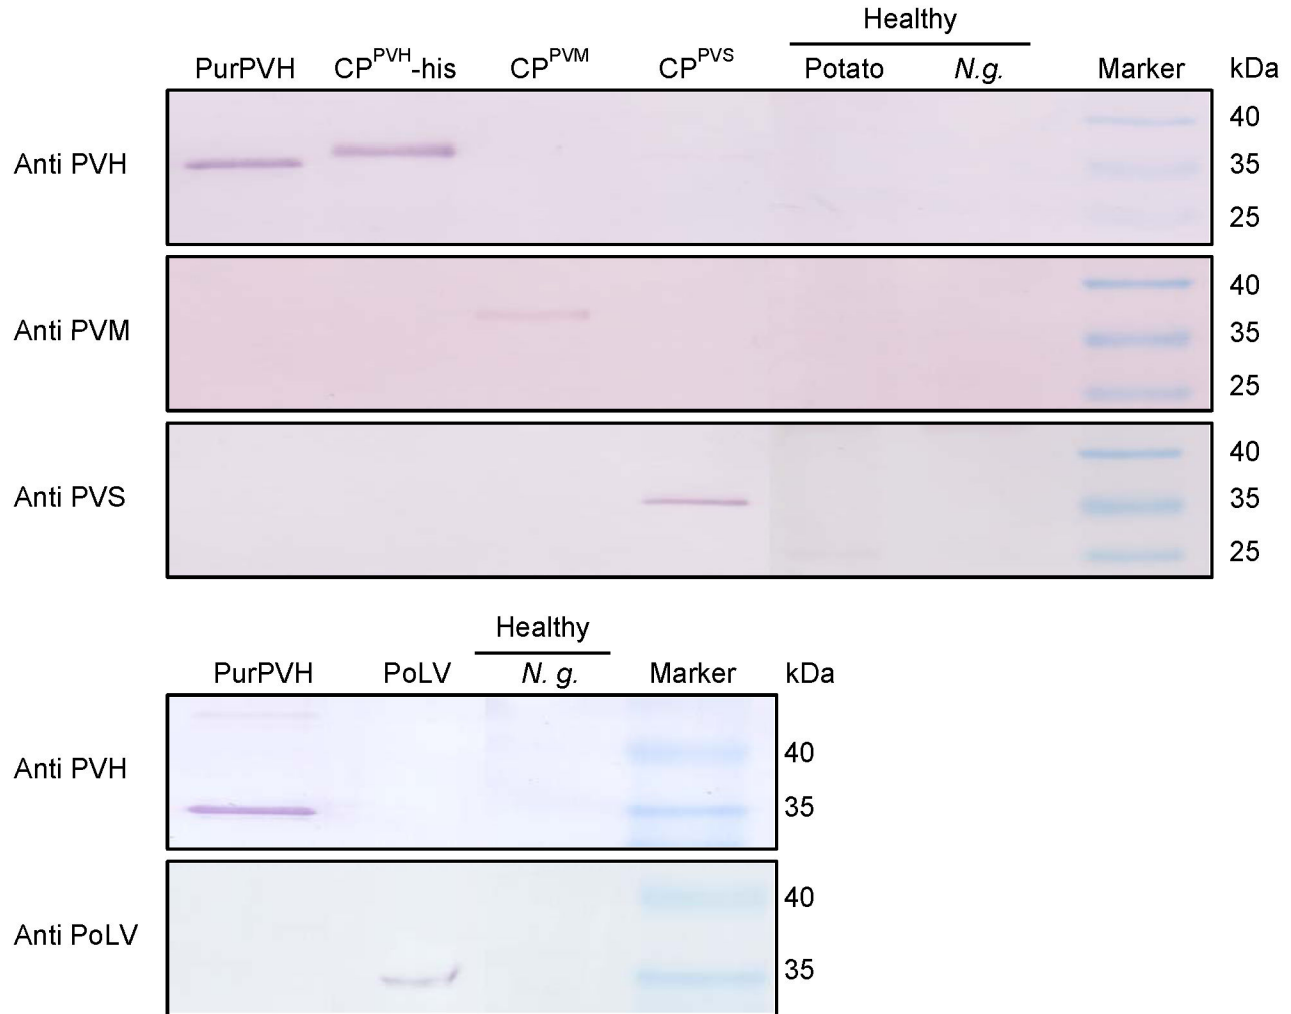 Healthy
PurPVH CP^PVH-his CP^PVM CP^PVS Potato N.g. Marker kDa
Anti PVH 40 35 25
Anti PVM 40 35 25
Anti PVS 40 35 25
Healthy
PurPVH PoLV N. g. Marker kDa
Anti PVH 40 35
Anti PoLV 40 35